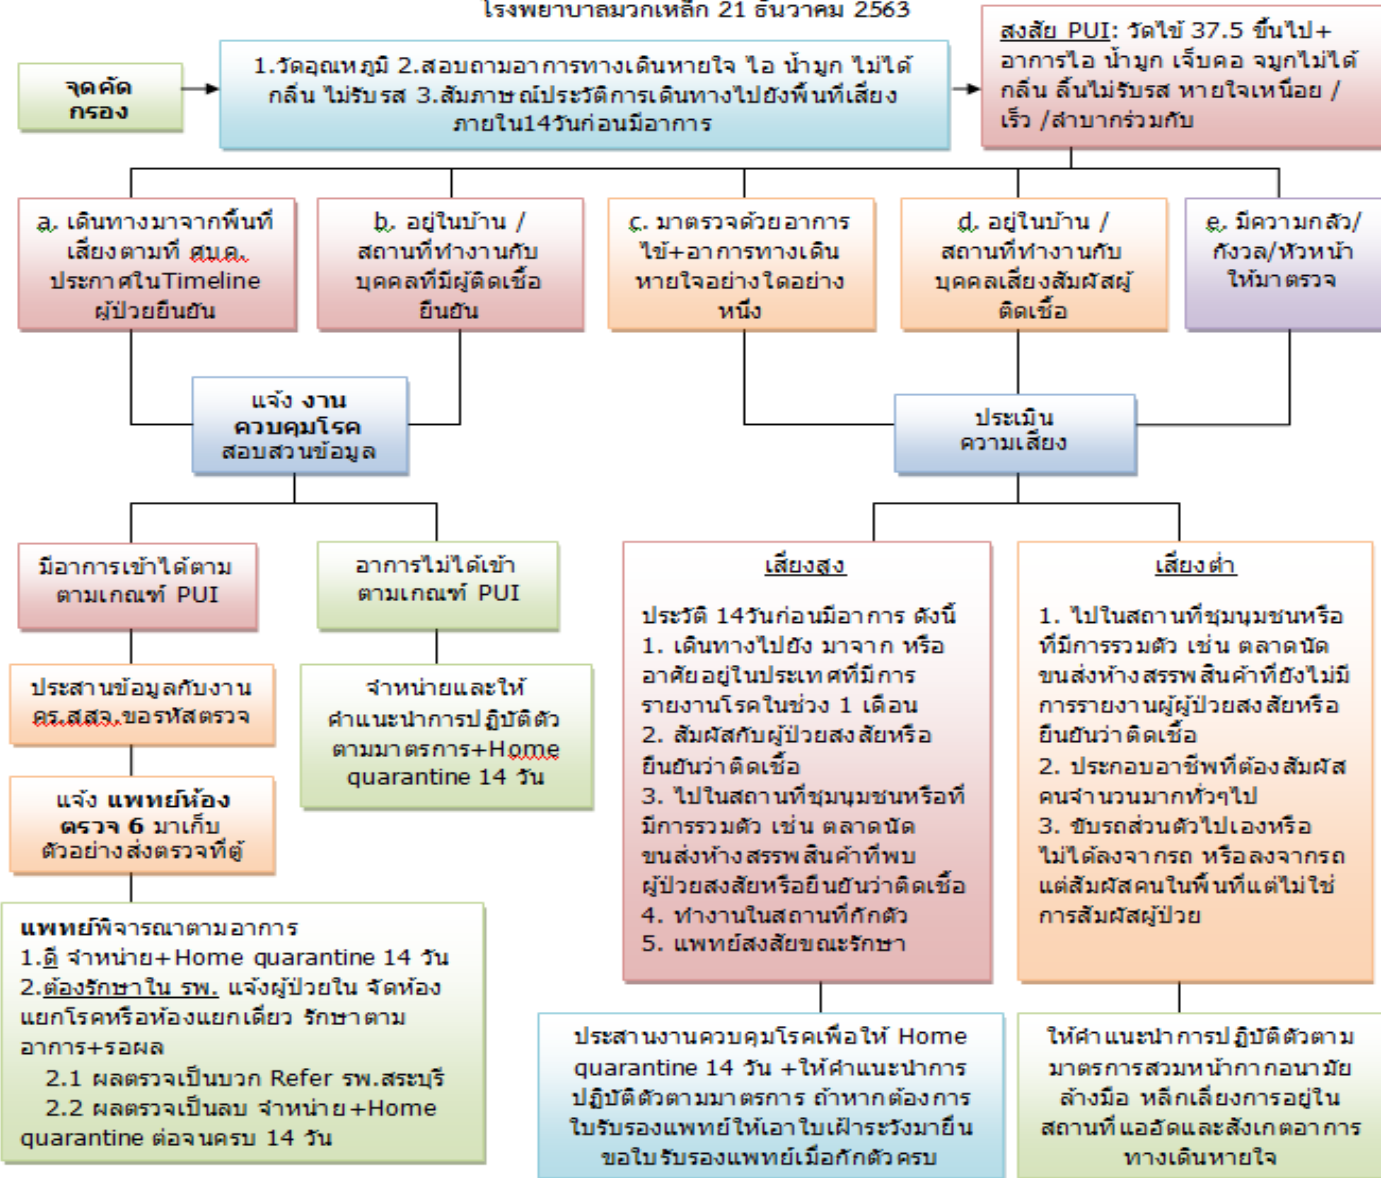 โรงพยาบาลมวกเหล็ก 21 ธันวาคม 2563
จุดคัด
กรอง
1.วัดอุณหภูมิ 2.สอบถามอาการทางเดินหายใจ ไอ น้ำมูก ไม่ได้
กลิ่น ไม่รับรส 3.สัมภาษณ์ประวัติการเดินทางไปยังพื้นที่เสี่ยง
ภายใน14วันก่อนมีอาการ
สงสัย PUI: วัดไข้ 37.5 ขึ้นไป+
อาการไอ น้ำมูก เจ็บคอ จมูกไม่ได้
กลิ่น ลิ้นไม่รับรส หายใจเหนื่อย /
เร็ว /ลำบากร่วมกับ
a. เดินทางมาจากพื้นที่
เสี่ยงตามที่ ศบค.
ประกาศในTimeline
ผู้ป่วยยืนยัน
b. อยู่ในบ้าน /
สถานที่ทำงานกับ
บุคคลที่มีผู้ติดเชื้อ
ยืนยัน
c. มาตรวจด้วยอาการ
ไข้+อาการทางเดิน
หายใจอย่างใดอย่าง
หนึ่ง
d. อยู่ในบ้าน /
สถานที่ทำงานกับ
บุคคลเสี่ยงสัมผัสผู้
ติดเชื้อ
e. มีความกลัว/
กังวล/หัวหน้า
ให้มาตรวจ
แจ้ง งาน
ควบคุมโรค
สอบสวนข้อมูล
ประเมิน
ความเสี่ยง
มีอาการเข้าได้ตาม
ตามเกณฑ์ PUI
อาการไม่ได้เข้า
ตามเกณฑ์ PUI
ประสานข้อมูลกับงาน
คร.สสจ.ขอรหัสตรวจ
จำหน่ายและให้
คำแนะนำการปฏิบัติตัว
ตามมาตรการ+Home
quarantine 14 วัน
แจ้ง แพทย์ห้อง
ตรวจ 6 มาเก็บ
ตัวอย่างส่งตรวจที่ตู้
แพทย์พิจารณาตามอาการ
1.ดี จำหน่าย+Home quarantine 14 วัน
2.ต้องรักษาใน รพ. แจ้งผู้ป่วยใน จัดห้อง
แยกโรคหรือห้องแยกเดี่ยว รักษาตาม
อาการ+รอผล
2.1 ผลตรวจเป็นบวก Refer รพ.สระบุรี
2.2 ผลตรวจเป็นลบ จำหน่าย+Home
quarantine ต่อจนครบ 14 วัน
เสี่ยงสูง
ประวัติ 14วันก่อนมีอาการ ดังนี้
1. เดินทางไปยัง มาจาก หรือ
อาศัยอยู่ในประเทศที่มีการ
รายงานโรคในช่วง 1 เดือน
2. สัมผัสกับผู้ป่วยสงสัยหรือ
ยืนยันว่าติดเชื้อ
3. ไปในสถานที่ชุมนุมชนหรือที่
มีการรวมตัว เช่น ตลาดนัด
ขนส่งห้างสรรพสินค้าที่พบ
ผู้ป่วยสงสัยหรือยืนยันว่าติดเชื้อ
4. ทำงานในสถานที่กักตัว
5. แพทย์สงสัยขณะรักษา
เสี่ยงต่ำ
1. ไปในสถานที่ชุมนุมชนหรือ
ที่มีการรวมตัว เช่น ตลาดนัด
ขนส่งห้างสรรพสินค้าที่ยังไม่มี
การรายงานผู้ผู้ป่วยสงสัยหรือ
ยืนยันว่าติดเชื้อ
2. ประกอบอาชีพที่ต้องสัมผัส
คนจำนวนมากทั่วๆไป
3. ขับรถส่วนตัวไปเองหรือ
ไม่ได้ลงจากรถ หรือลงจากรถ
แต่สัมผัสคนในพื้นที่แต่ไม่ใช่
การสัมผัสผู้ป่วย
ประสานงานควบคุมโรคเพื่อให้ Home
quarantine 14 วัน +ให้คำแนะนำการ
ปฏิบัติตัวตามมาตรการ ถ้าหากต้องการ
ใบรับรองแพทย์ให้เอาใบเฝ้าระวังมายื่น
ขอใบรับรองแพทย์เมื่อกักตัวครบ
ให้คำแนะนำการปฏิบัติตัวตาม
มาตรการสวมหน้ากากอนามัย
ล้างมือ หลีกเลี่ยงการอยู่ใน
สถานที่แออัดและสังเกตอาการ
ทางเดินหายใจ